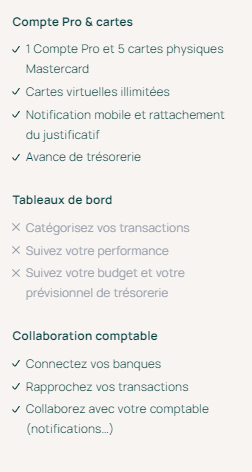 Compte Pro & cartes
1 Compte Pro et 5 cartes physiques
Mastercard
Cartes virtuelles illimitées
Notification mobile et rattachement
du justificatif
Avance de trésorerie
Tableaux de bord
Catégorisez vos transactions
Suivez votre performance
Suivez votre budget et votre
prévisionnel de trésorerie
Collaboration comptable
Connectez vos banques
Rapprochez vos transactions
Collaborez avec votre comptable
(notifications...)